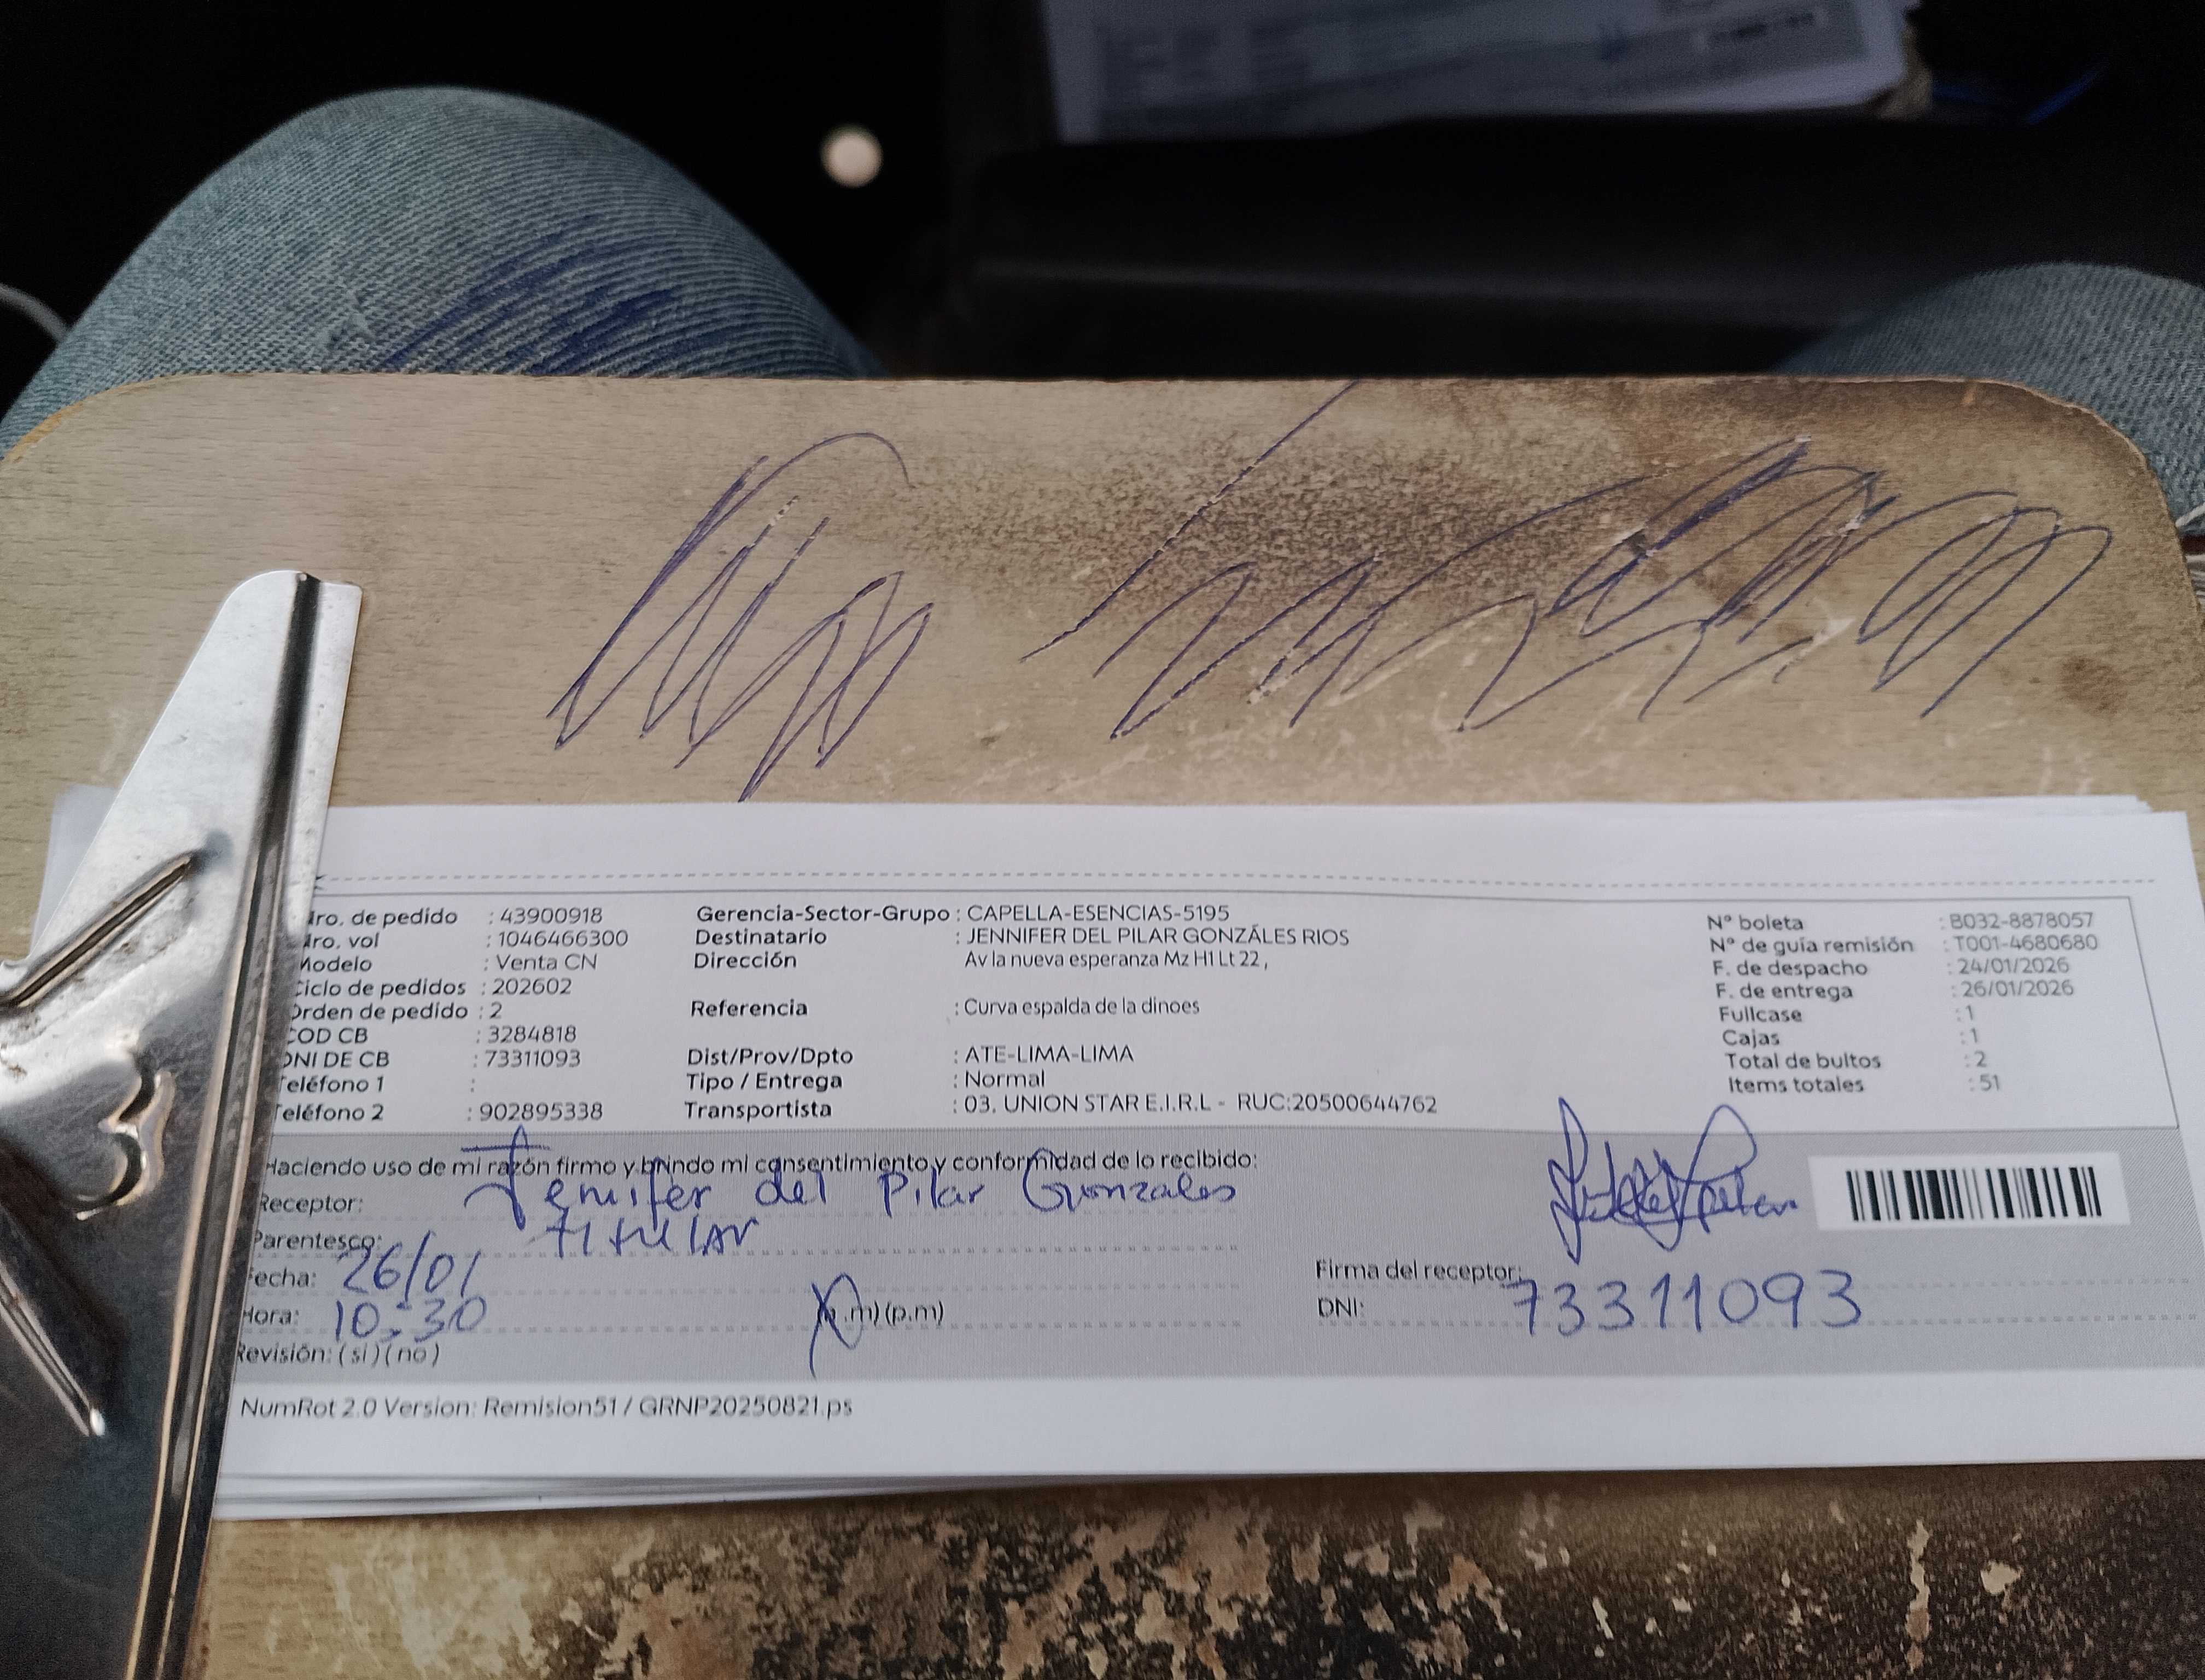 Nro. de pedido : 43900918
Nro. vol : 1046466300
Modelo : Venta CN
Ciclo de pedidos : 202602
Orden de pedido : 2
COD CB : 3284818
DNI DE CB : 73311093
Teléfono 1 :
Teléfono 2 : 902895338
Gerencia-Sector-Grupo : CAPELLA-ESENCIAS-5195
Destinatario : JENNIFER DEL PILAR GONZÁLES RIOS
Dirección Av la nueva esperanza Mz H1 Lt 22 ,
Referencia : Curva espalda de la dinoes
Dist/Prov/Dpto : ATE-LIMA-LIMA
Tipo / Entrega : Normal
Transportista : 03. UNION STAR E.I.R.L - RUC:20500644762
N° boleta : B032-8878057
N° de guía remisión : T001-4680680
F. de despacho : 24/01/2026
F. de entrega : 26/01/2026
Fullcase : 1
Cajas : 1
Total de bultos : 2
Items totales : 51
Haciendo uso de mi razón firmo y brindo mi consentimiento y conformidad de lo recibido:
Receptor: Jenifer del Pilar Gonzales
Parentesco: titular
Fecha: 26/01
Hora: 10:30 (a.m) (p.m)
Revisión: ( si ) ( no )
Firma del receptor:
DNI: 73311093
NumRot 2.0 Version: Remision51 / GRNP20250821.ps